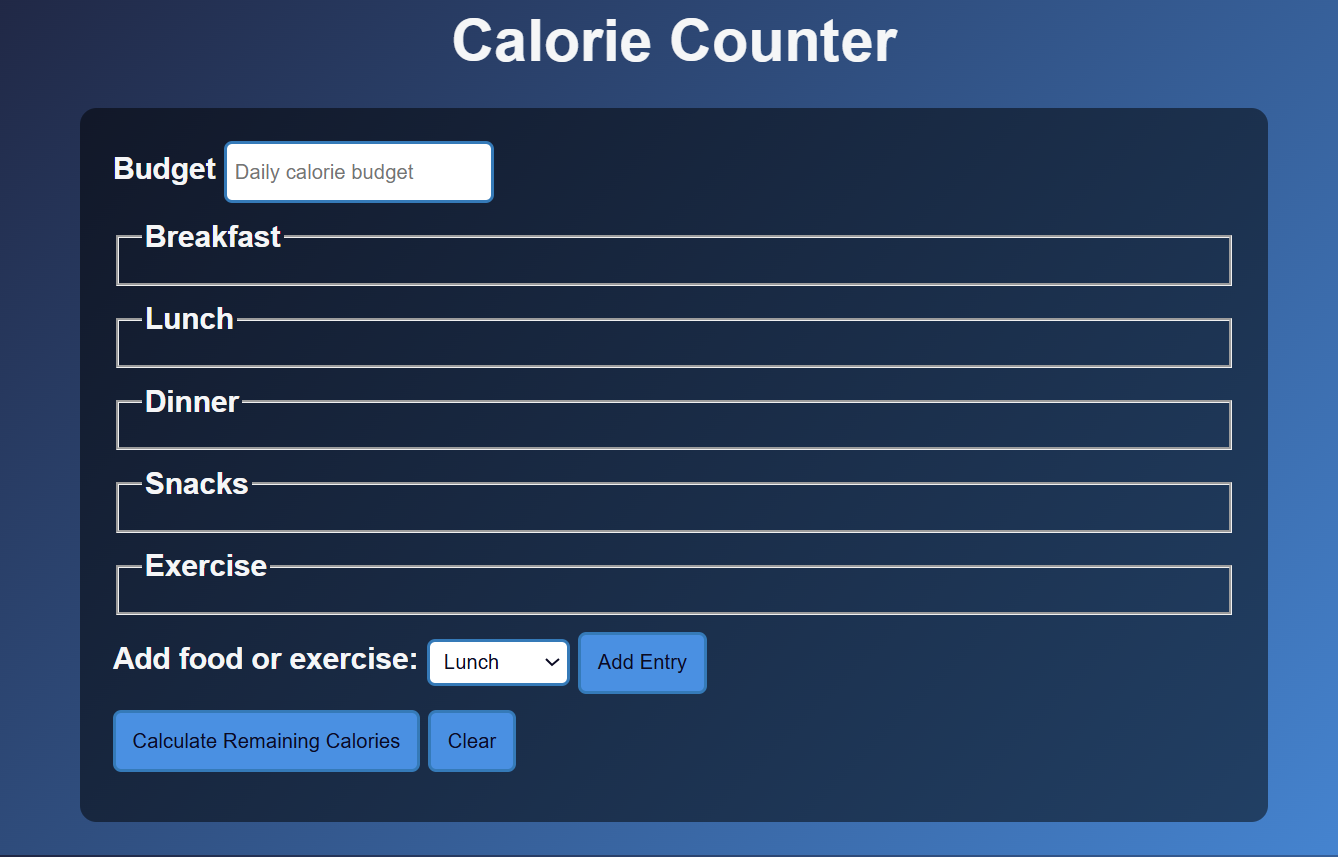 Calorie Counter
Budget Daily calorie budget
Breakfast
Lunch
Dinner
Snacks
Exercise
Add food or exercise: Lunch Add Entry
Calculate Remaining Calories Clear